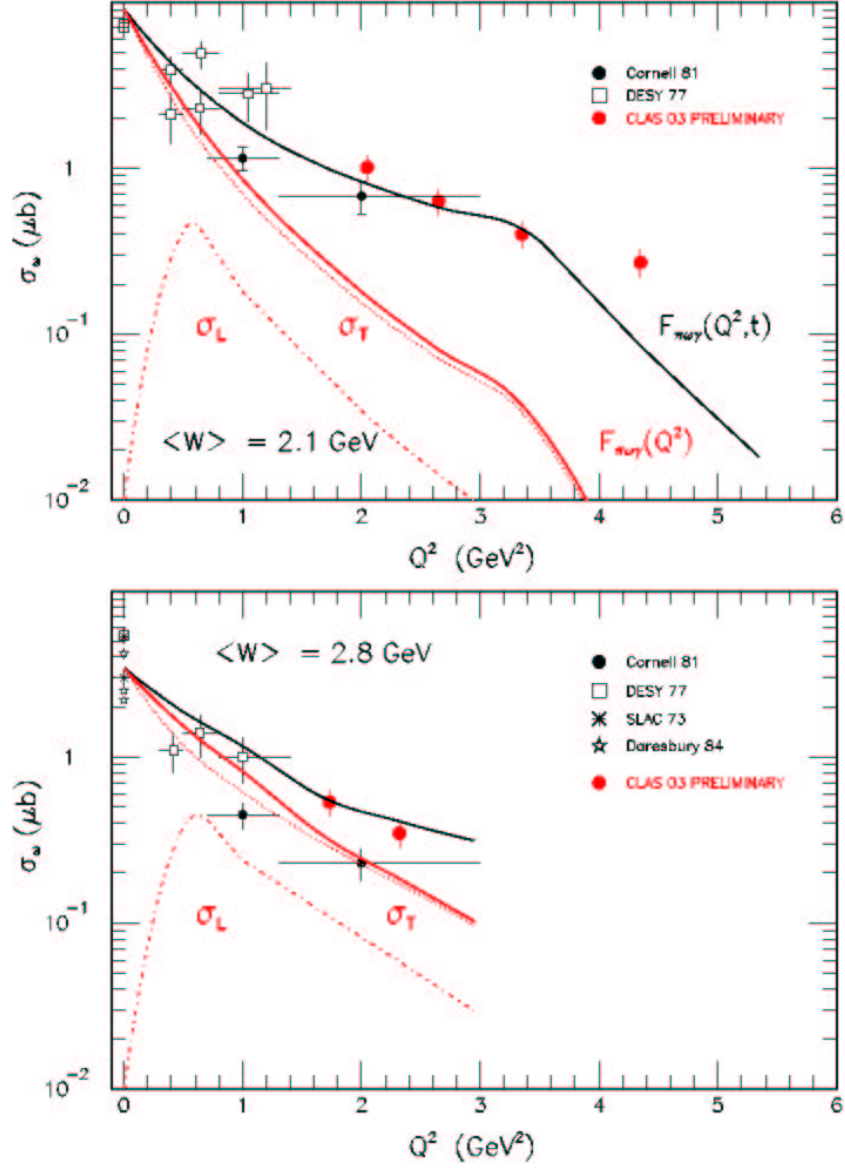 Cornell 81
DESY 77
CLAS 03 PRELIMINARY
1
10⁻¹
10⁻²
σω (μb)
σL
σT
Fπωγ(Q²,t)
Fπωγ(Q²)
<W> = 2.1 GeV
0 1 2 3 4 5 6
Q² (GeV²)
<W> = 2.8 GeV
Cornell 81
DESY 77
SLAC 73
Daresbury 84
CLAS 03 PRELIMINARY
1
10⁻¹
10⁻²
σω (μb)
σL
σT
0 1 2 3 4 5 6
Q² (GeV²)